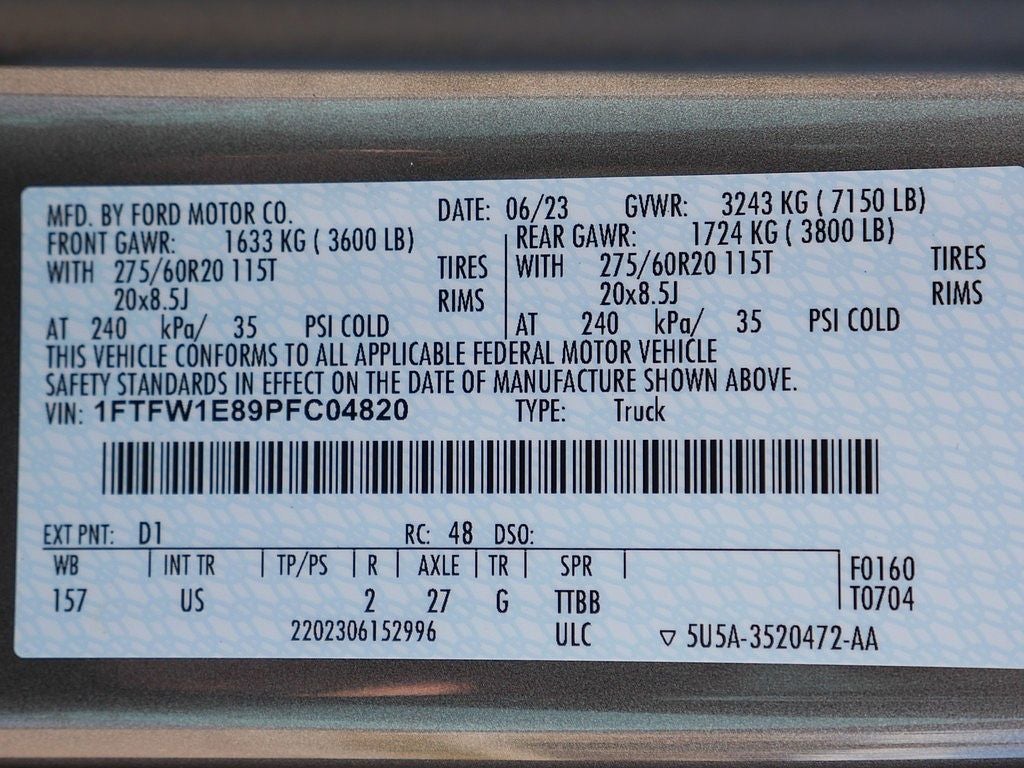 MFD. BY FORD MOTOR CO. DATE: 06/23 GVWR: 3243 KG ( 7150 LB)
FRONT GAWR: 1633 KG ( 3600 LB) REAR GAWR: 1724 KG ( 3800 LB)
WITH 275/60R20 115T TIRES WITH 275/60R20 115T TIRES
20x8.5J RIMS 20x8.5J RIMS
AT 240 kPa/ 35 PSI COLD AT 240 kPa/ 35 PSI COLD
THIS VEHICLE CONFORMS TO ALL APPLICABLE FEDERAL MOTOR VEHICLE
SAFETY STANDARDS IN EFFECT ON THE DATE OF MANUFACTURE SHOWN ABOVE.
VIN: 1FTFW1E89PFC04820 TYPE: Truck
EXT PNT: D1 RC: 48 DSO:
WB INT TR TP/PS R AXLE TR SPR F0160
157 US 2 27 G TTBB T0704
2202306152996 ULC ▽ 5U5A-3520472-AA